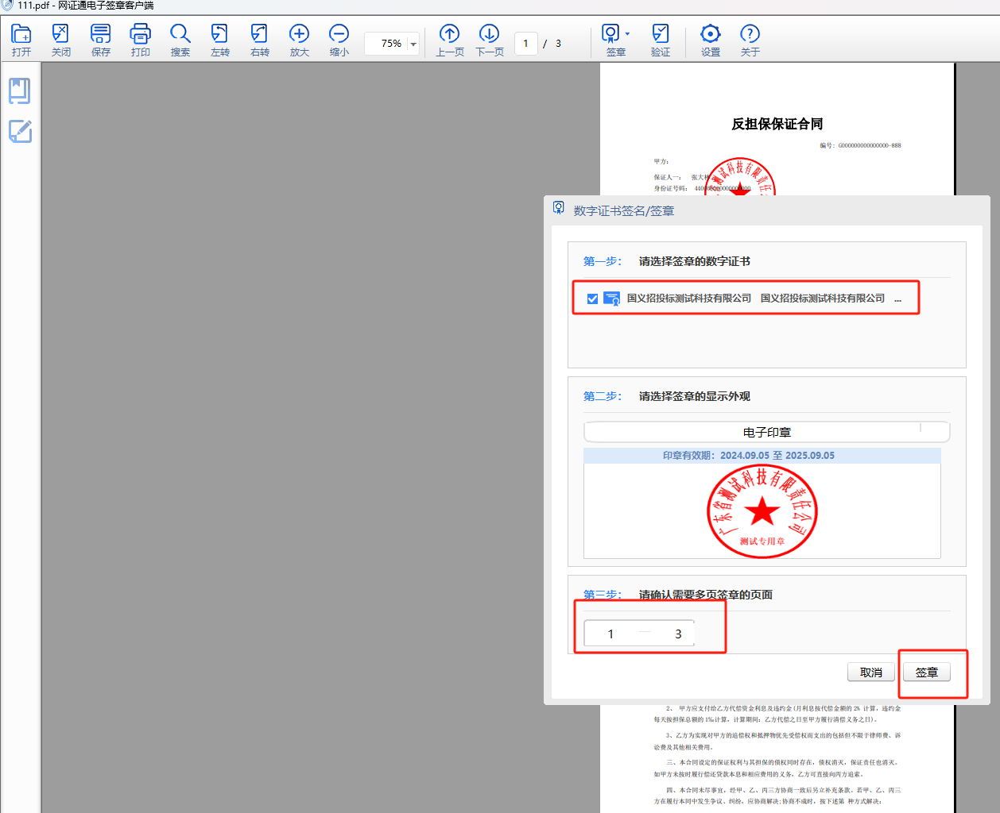 111.pdf - 网证通电子签章客户端
打开 关闭 保存 打印 搜索 左转 右转 放大 缩小 75% 上一页 下一页 1 / 3 签章 验证 设置 关于
反担保保证合同
编号: G0000000000000000-888
甲方:
保证人一: 张大林
身份证号码:
测试科技有限责任
数字证书签名/签章
第一步: 请选择签章的数字证书
国义招投标测试科技有限公司 国义招投标测试科技有限公司 ...
第二步: 请选择签章的显示外观
电子印章
印章有效期: 2024.09.05 至 2025.09.05
广东省测试科技有限责任公司
测试专用章
第三步: 请确认需要多页签章的页面
1 — 3
取消 签章
2、 甲方应支付给乙方代偿资金利息及违约金(月利息按代偿金额的2% 计算, 违约金
每天按担保总额的1‰计算, 计算期间: 乙方代偿之日至甲方履行清偿义务之日)。
3、乙方为实现对甲方的追偿权和抵押物优先受偿权而支出的包括但不限于律师费、诉
讼费及其他相关费用。
三、本合同设定的保证权利与其担保的债权同时存在, 债权消灭, 保证责任也消灭。
如甲方未按时履行偿还贷款本息和相应费用的义务, 乙方可直接向丙方追索。
四、本合同未尽事宜, 经甲、乙、丙三方协商一致后另立补充条款。若甲、乙、丙三
方在履行本同中发生争议、纠纷, 应协商解决;协商不成时, 按下述第 种方式解决: